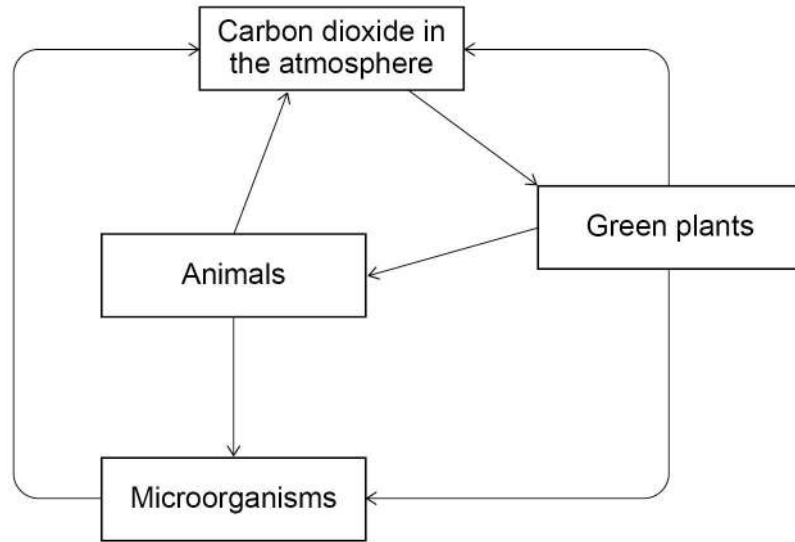 Carbon dioxide in
the atmosphere
Green plants
Animals
Microorganisms